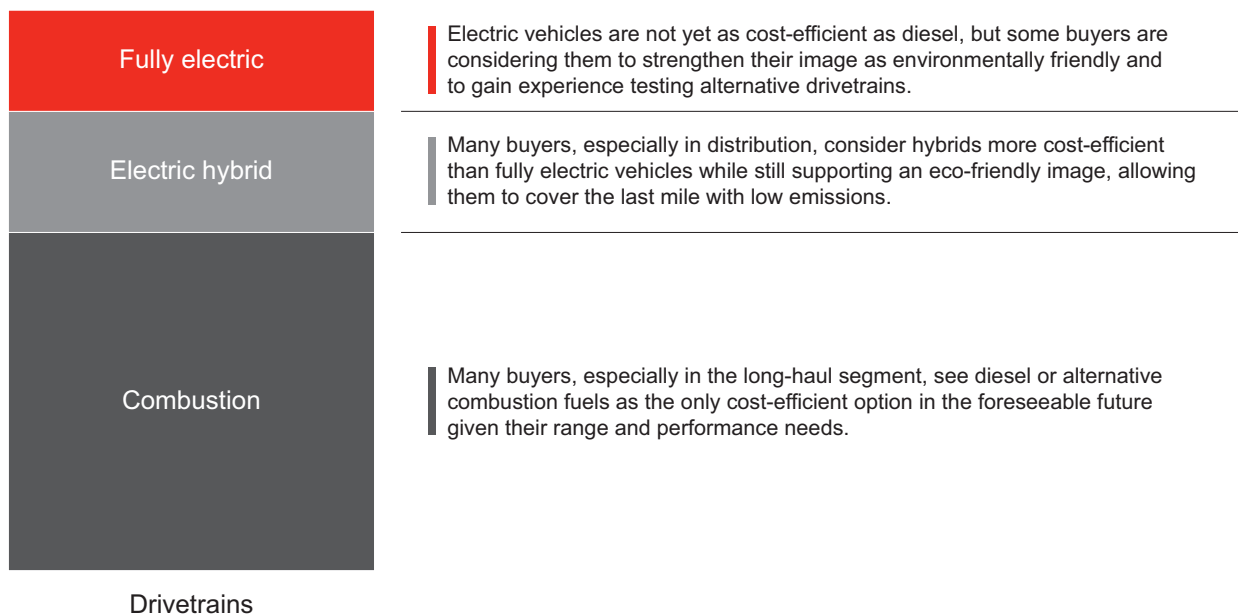 Fully electric
Electric vehicles are not yet as cost-efficient as diesel, but some buyers are
considering them to strengthen their image as environmentally friendly and
to gain experience testing alternative drivetrains.
Electric hybrid
Many buyers, especially in distribution, consider hybrids more cost-efficient
than fully electric vehicles while still supporting an eco-friendly image, allowing
them to cover the last mile with low emissions.
Combustion
Many buyers, especially in the long-haul segment, see diesel or alternative
combustion fuels as the only cost-efficient option in the foreseeable future
given their range and performance needs.
Drivetrains